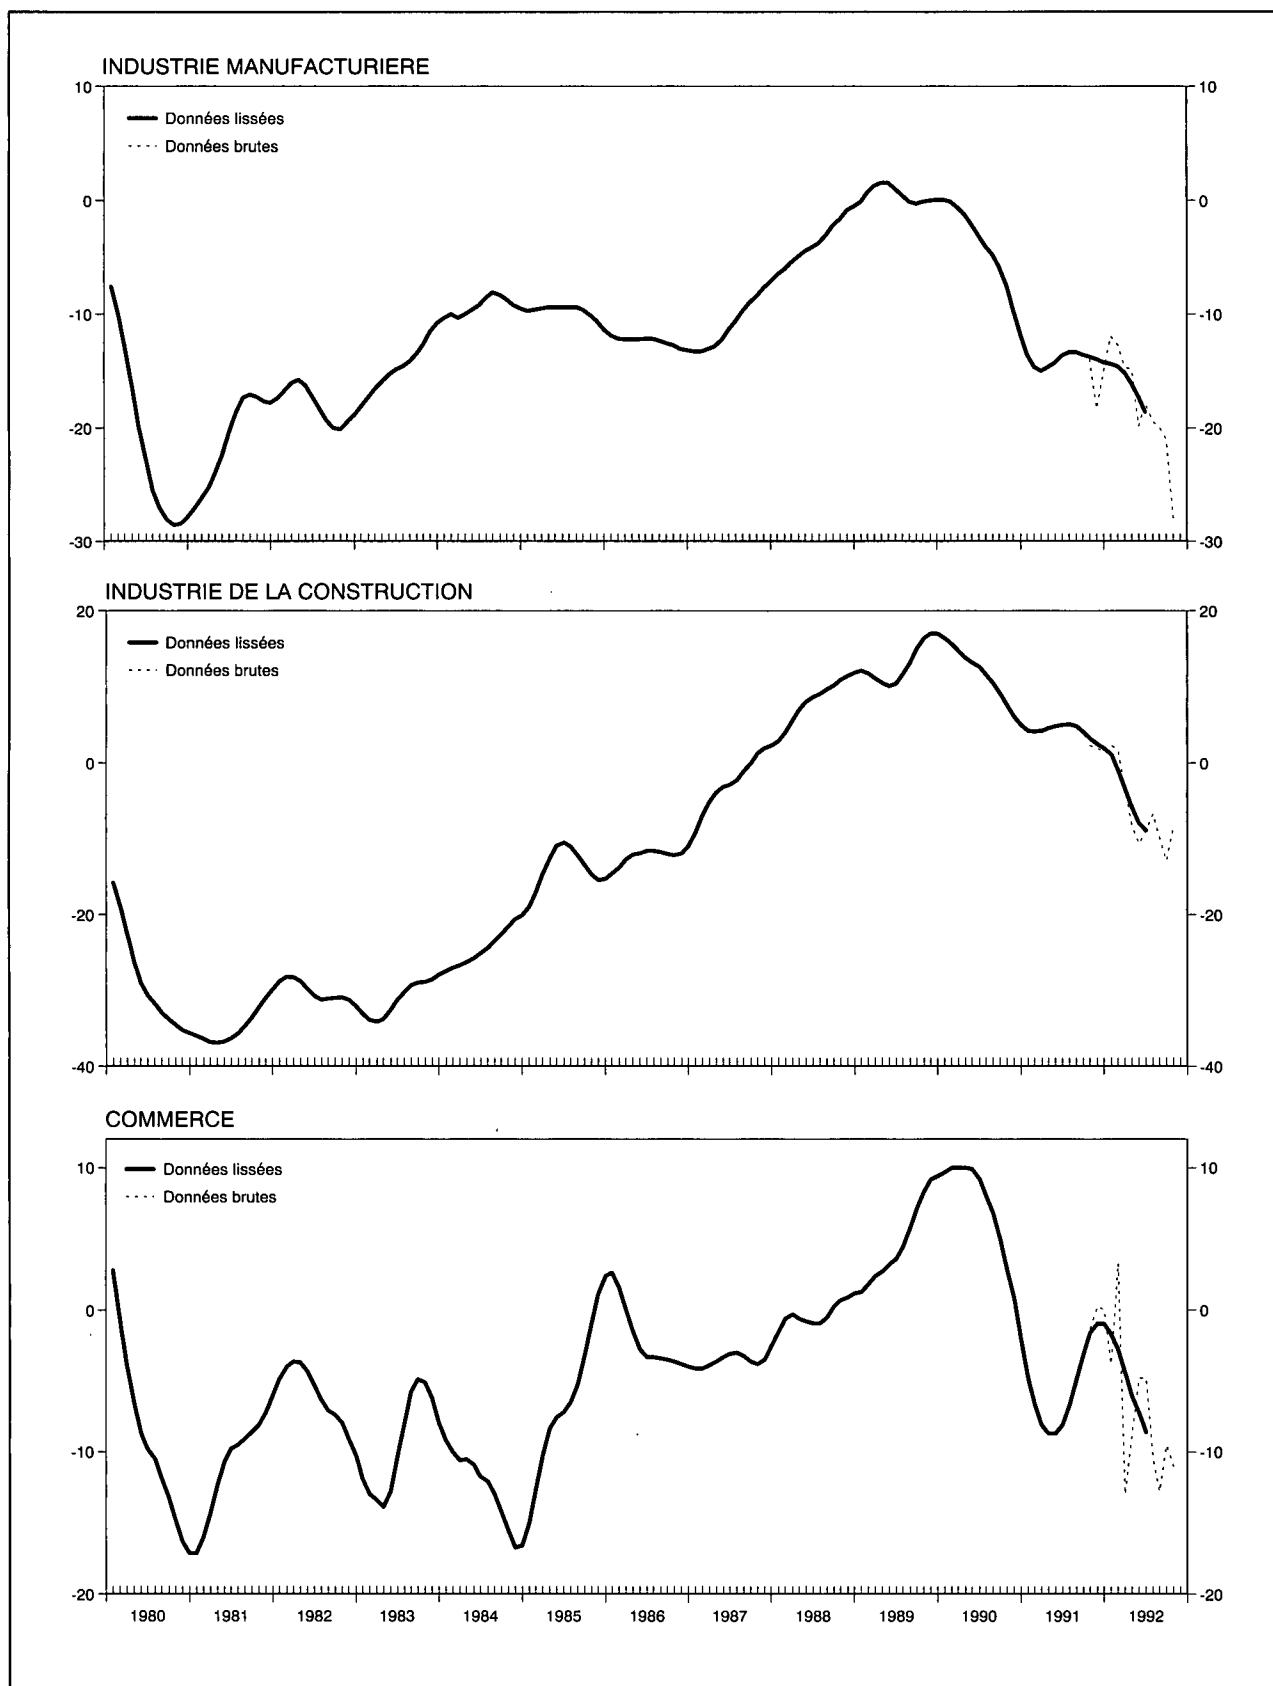 INDUSTRIE MANUFACTURIERE
10 10
Données lissées
Données brutes
0 0
-10 -10
-20 -20
-30 -30
INDUSTRIE DE LA CONSTRUCTION
20 20
Données lissées
Données brutes
0 0
-20 -20
-40 -40
COMMERCE
Données lissées
10 10
Données brutes
0 0
-10 -10
-20 -20
1980 1981 1982 1983 1984 1985 1986 1987 1988 1989 1990 1991 1992